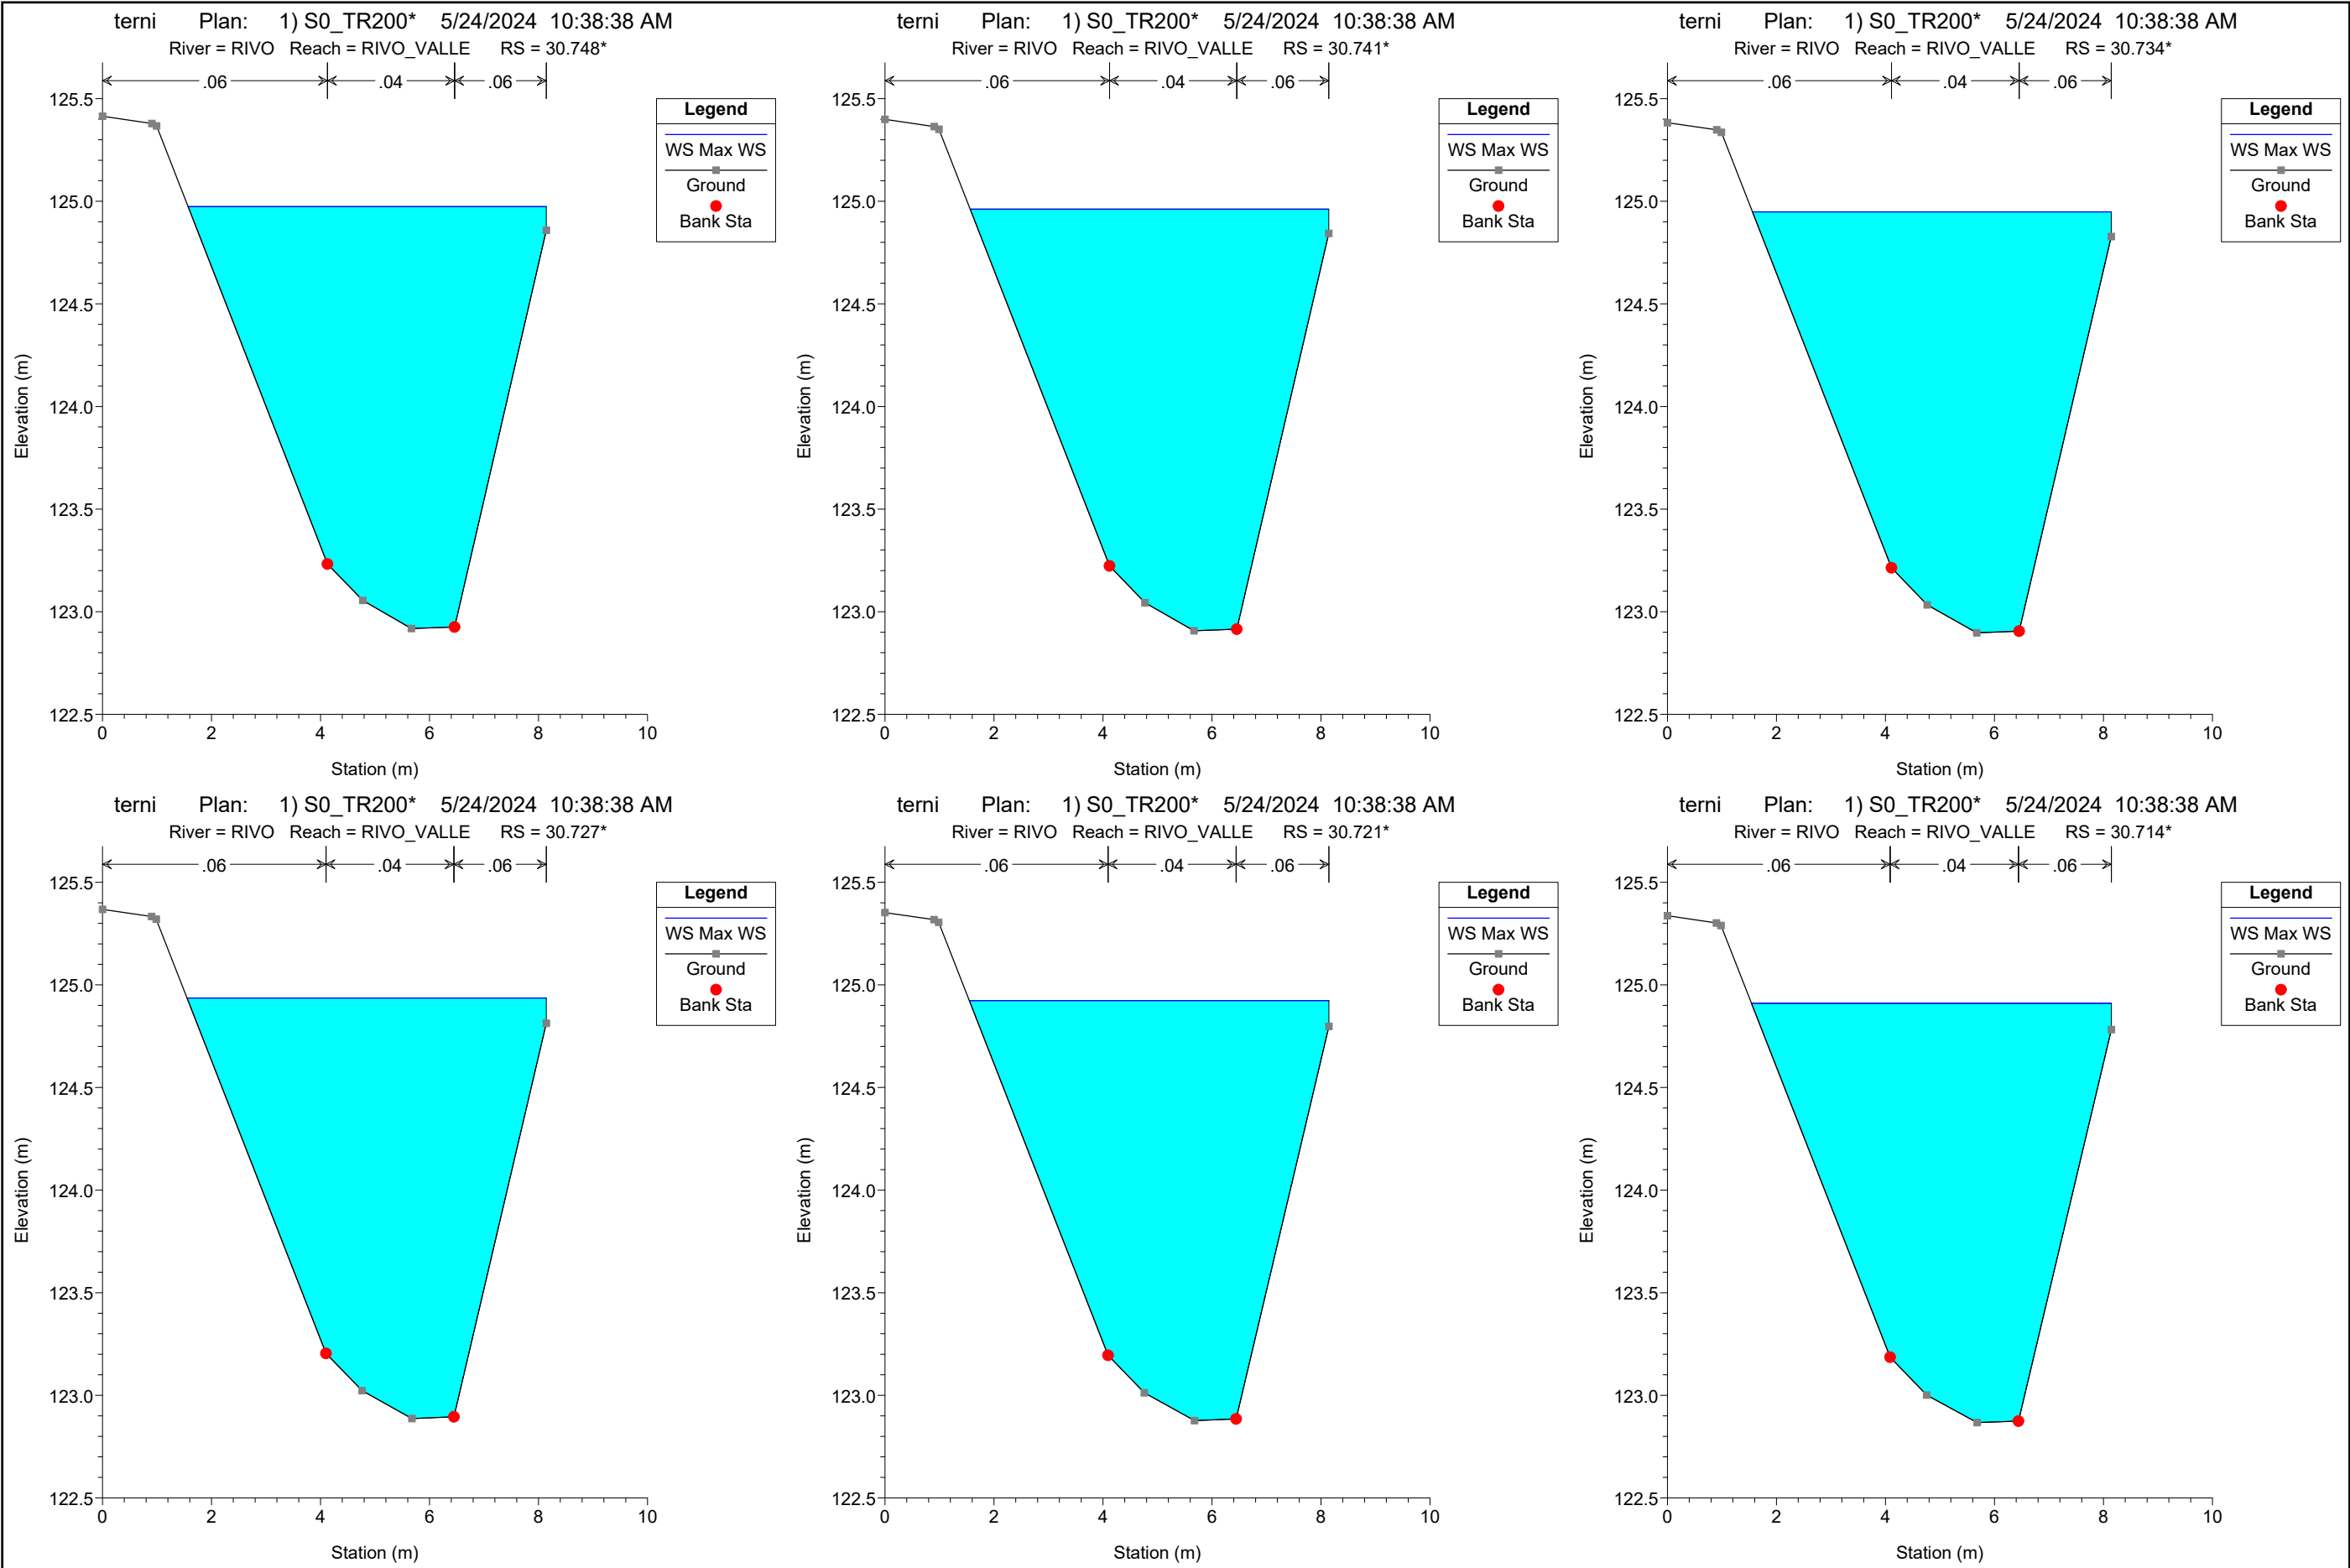 terni Plan: 1) S0_TR200* 5/24/2024 10:38:38 AM
River = RIVO Reach = RIVO_VALLE RS = 30.748*
.06 .04 .06
125.5
125.0
124.5
124.0
123.5
123.0
122.5
0 2 4 6 8 10
Station (m)
Elevation (m)
Legend
WS Max WS
Ground
Bank Sta
terni Plan: 1) S0_TR200* 5/24/2024 10:38:38 AM
River = RIVO Reach = RIVO_VALLE RS = 30.741*
.06 .04 .06
125.5
125.0
124.5
124.0
123.5
123.0
122.5
0 2 4 6 8 10
Station (m)
Elevation (m)
Legend
WS Max WS
Ground
Bank Sta
terni Plan: 1) S0_TR200* 5/24/2024 10:38:38 AM
River = RIVO Reach = RIVO_VALLE RS = 30.734*
.06 .04 .06
125.5
125.0
124.5
124.0
123.5
123.0
122.5
0 2 4 6 8 10
Station (m)
Elevation (m)
Legend
WS Max WS
Ground
Bank Sta
terni Plan: 1) S0_TR200* 5/24/2024 10:38:38 AM
River = RIVO Reach = RIVO_VALLE RS = 30.727*
.06 .04 .06
125.5
125.0
124.5
124.0
123.5
123.0
122.5
0 2 4 6 8 10
Station (m)
Elevation (m)
Legend
WS Max WS
Ground
Bank Sta
terni Plan: 1) S0_TR200* 5/24/2024 10:38:38 AM
River = RIVO Reach = RIVO_VALLE RS = 30.721*
.06 .04 .06
125.5
125.0
124.5
124.0
123.5
123.0
122.5
0 2 4 6 8 10
Station (m)
Elevation (m)
Legend
WS Max WS
Ground
Bank Sta
terni Plan: 1) S0_TR200* 5/24/2024 10:38:38 AM
River = RIVO Reach = RIVO_VALLE RS = 30.714*
.06 .04 .06
125.5
125.0
124.5
124.0
123.5
123.0
122.5
0 2 4 6 8 10
Station (m)
Elevation (m)
Legend
WS Max WS
Ground
Bank Sta